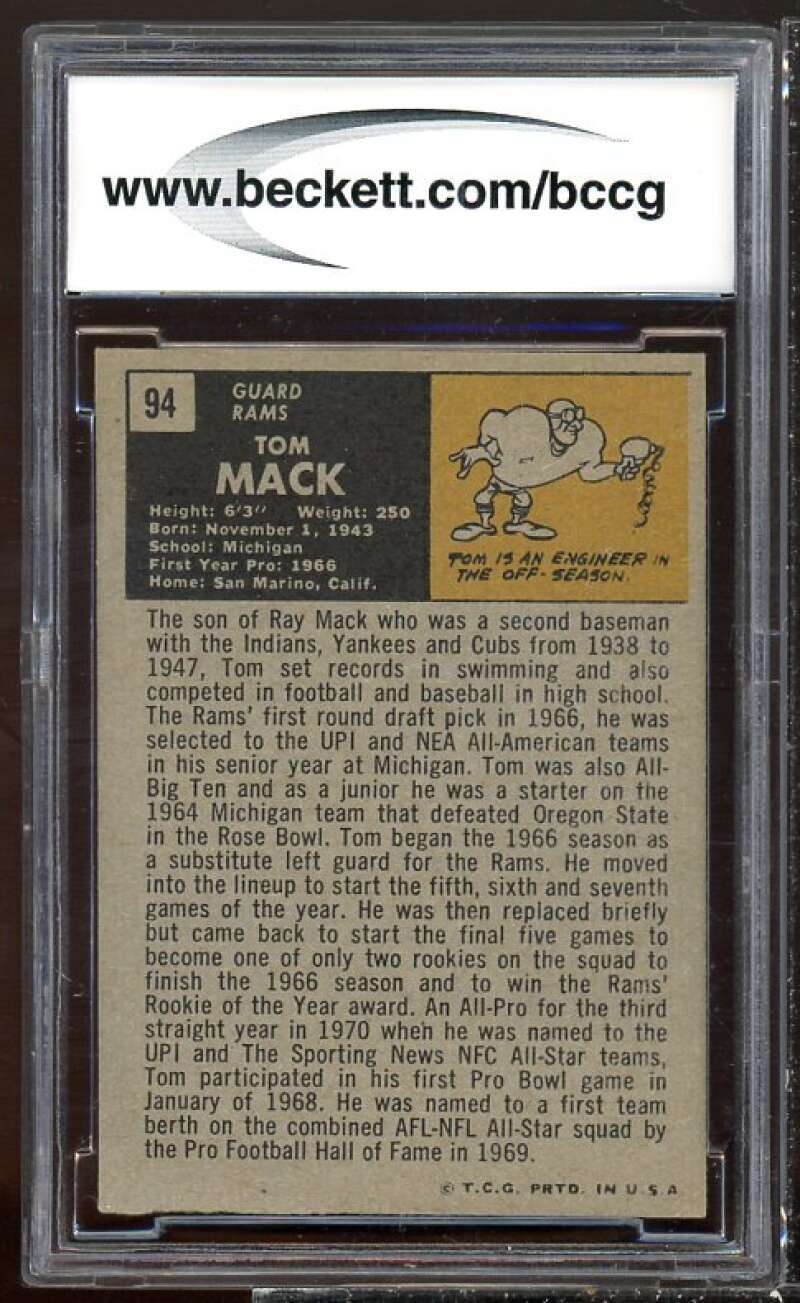 www.beckett.com/bccg
94
GUARD
RAMS
TOM
MACK
Height: 6'3" Weight: 250
Born: November 1, 1943
School: Michigan
First Year Pro: 1966
Home: San Marino, Calif.
TOM IS AN ENGINEER IN
THE OFF-SEASON.
The son of Ray Mack who was a second baseman
with the Indians, Yankees and Cubs from 1938 to
1947, Tom set records in swimming and also
competed in football and baseball in high school.
The Rams' first round draft pick in 1966, he was
selected to the UPI and NEA All-American teams
in his senior year at Michigan. Tom was also All-
Big Ten and as a junior he was a starter on the
1964 Michigan team that defeated Oregon State
in the Rose Bowl. Tom began the 1966 season as
a substitute left guard for the Rams. He moved
into the lineup to start the fifth, sixth and seventh
games of the year. He was then replaced briefly
but came back to start the final five games to
become one of only two rookies on the squad to
finish the 1966 season and to win the Rams'
Rookie of the Year award. An All-Pro for the third
straight year in 1970 when he was named to the
UPI and The Sporting News NFC All-Star teams,
Tom participated in his first Pro Bowl game in
January of 1968. He was named to a first team
berth on the combined AFL-NFL All-Star squad by
the Pro Football Hall of Fame in 1969.
© T.C.G. PRTD. IN U.S.A